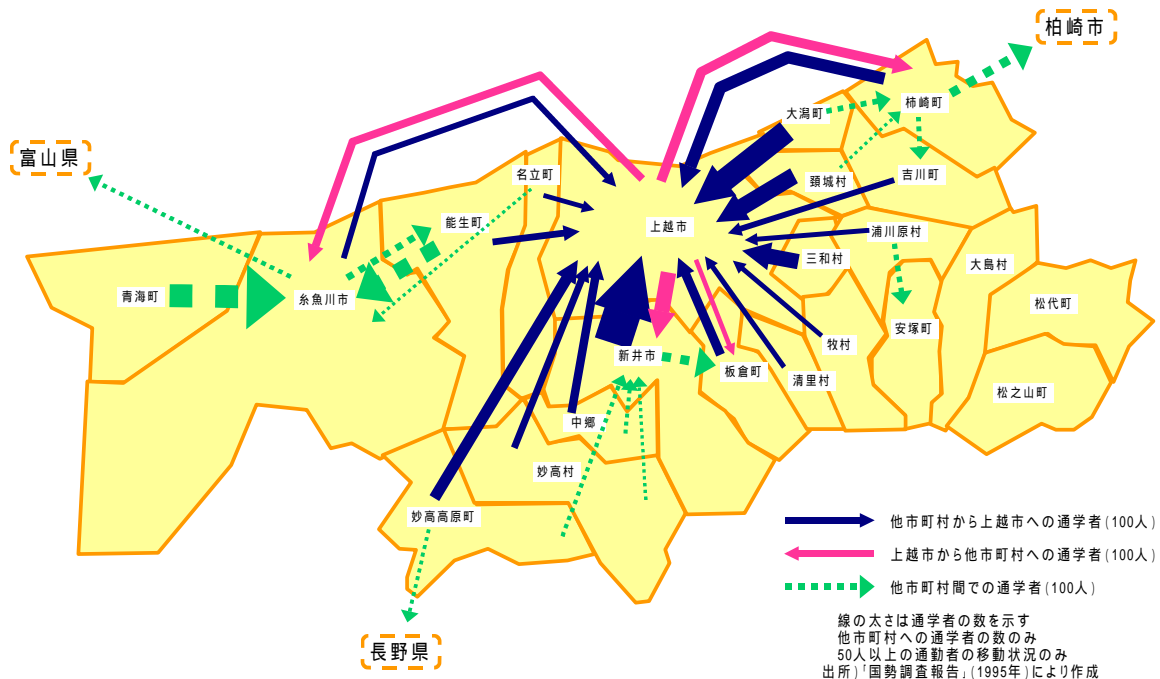 柏崎市
柿崎町
大潟町
富山県
名立町
頚城村
吉川町
能生町
上越市
浦川原村
三和村
大島村
青海町
糸魚川市
松代町
安塚町
牧村
新井市
板倉町
清里村
松之山町
中郷
妙高村
妙高高原町
長野県
他市町村から上越市への通学者(100人)
上越市から他市町村への通学者(100人)
他市町村間での通学者(100人)
線の太さは通学者の数を示す
他市町村への通学者の数のみ
50人以上の通勤者の移動状況のみ
出所)「国勢調査報告」(1995年)により作成